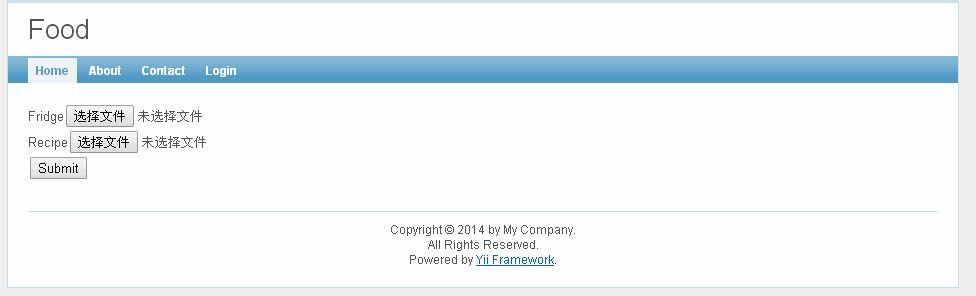 Food
Home About Contact Login
Fridge 选择文件 未选择文件
Recipe 选择文件 未选择文件
Submit
Copyright © 2014 by My Company.
All Rights Reserved.
Powered by Yii Framework.